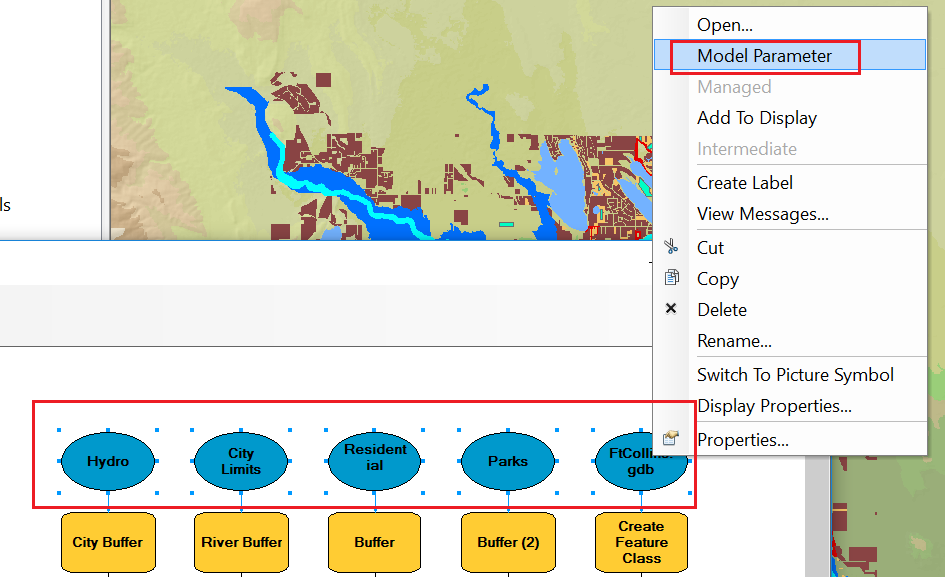 Open...
Model Parameter
Managed
Add To Display
Intermediate
Create Label
ls
View Messages...
Cut
Copy
Delete
Rename...
Switch To Picture Symbol
Display Properties...
Properties...
Hydro
City
Limits
Resident
ial
Parks
FtCollins.
gdb
City Buffer
River Buffer
Buffer
Buffer (2)
Create
Feature
Class